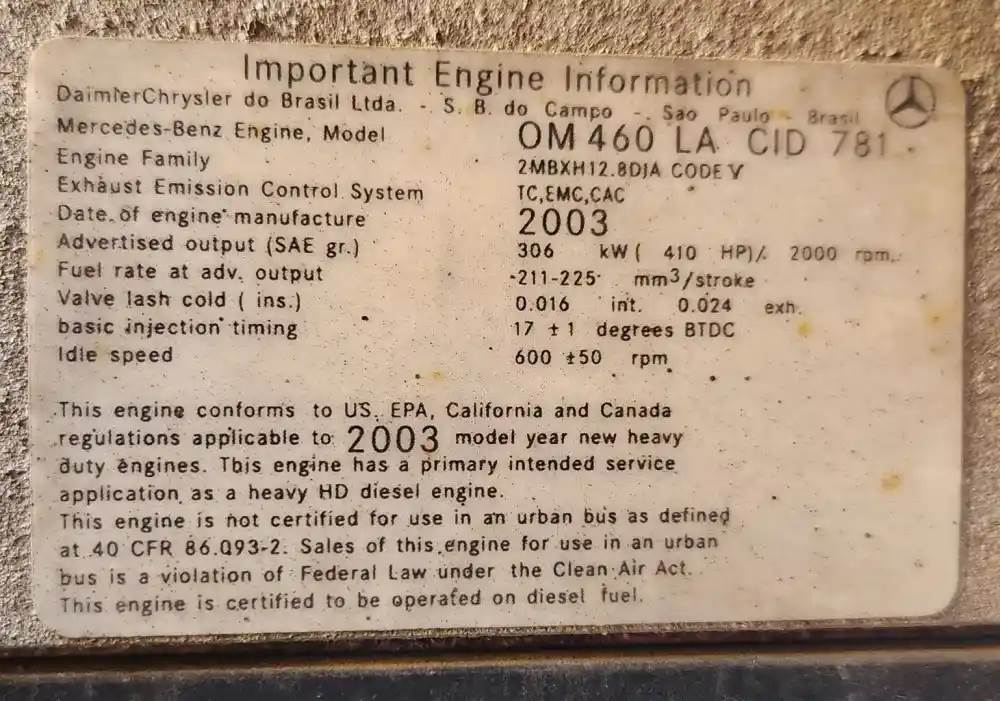 Important Engine Information
DaimlerChrysler do Brasil Ltda. - S. B. do Campo - Sao Paulo - Brasil
Mercedes-Benz Engine, Model OM 460 LA CID 781
Engine Family 2MBXH12.8DJA CODE V
Exhaust Emission Control System TC,EMC,CAC
Date of engine manufacture 2003
Advertised output (SAE gr.) 306 kW ( 410 HP)/ 2000 rpm.
Fuel rate at adv. output 211-225 mm3/stroke
Valve lash cold ( ins.) 0.016 int. 0.024 exh.
basic injection timing 17 ±1 degrees BTDC
Idle speed 600 ±50 rpm
This engine conforms to US. EPA, California and Canada
regulations applicable to 2003 model year new heavy
duty engines. This engine has a primary intended service
application as a heavy HD diesel engine.
This engine is not certified for use in an urban bus as defined
at 40 CFR 86.093-2. Sales of this engine for use in an urban
bus is a violation of Federal Law under the Clean Air Act.
This engine is certified to be operated on diesel fuel.